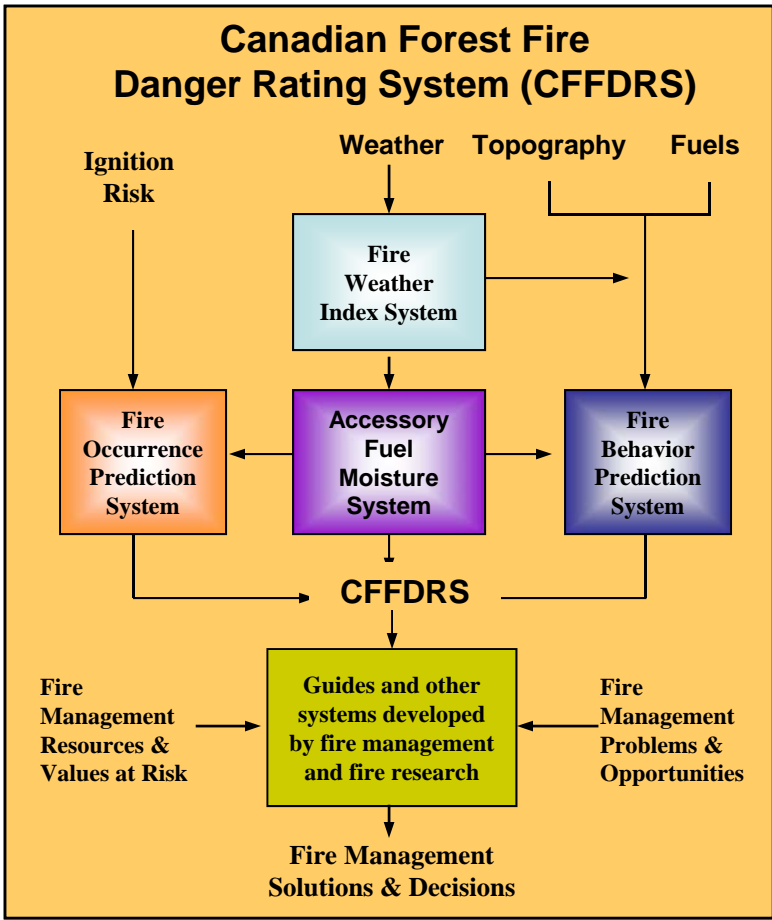 Canadian Forest Fire
Danger Rating System (CFFDRS)
Ignition
Risk
Weather
Topography
Fuels
Fire
Weather
Index System
Fire
Occurrence
Prediction
System
Accessory
Fuel
Moisture
System
Fire
Behavior
Prediction
System
CFFDRS
Fire
Management
Resources &
Values at Risk
Guides and other
systems developed
by fire management
and fire research
Fire
Management
Problems &
Opportunities
Fire Management
Solutions & Decisions